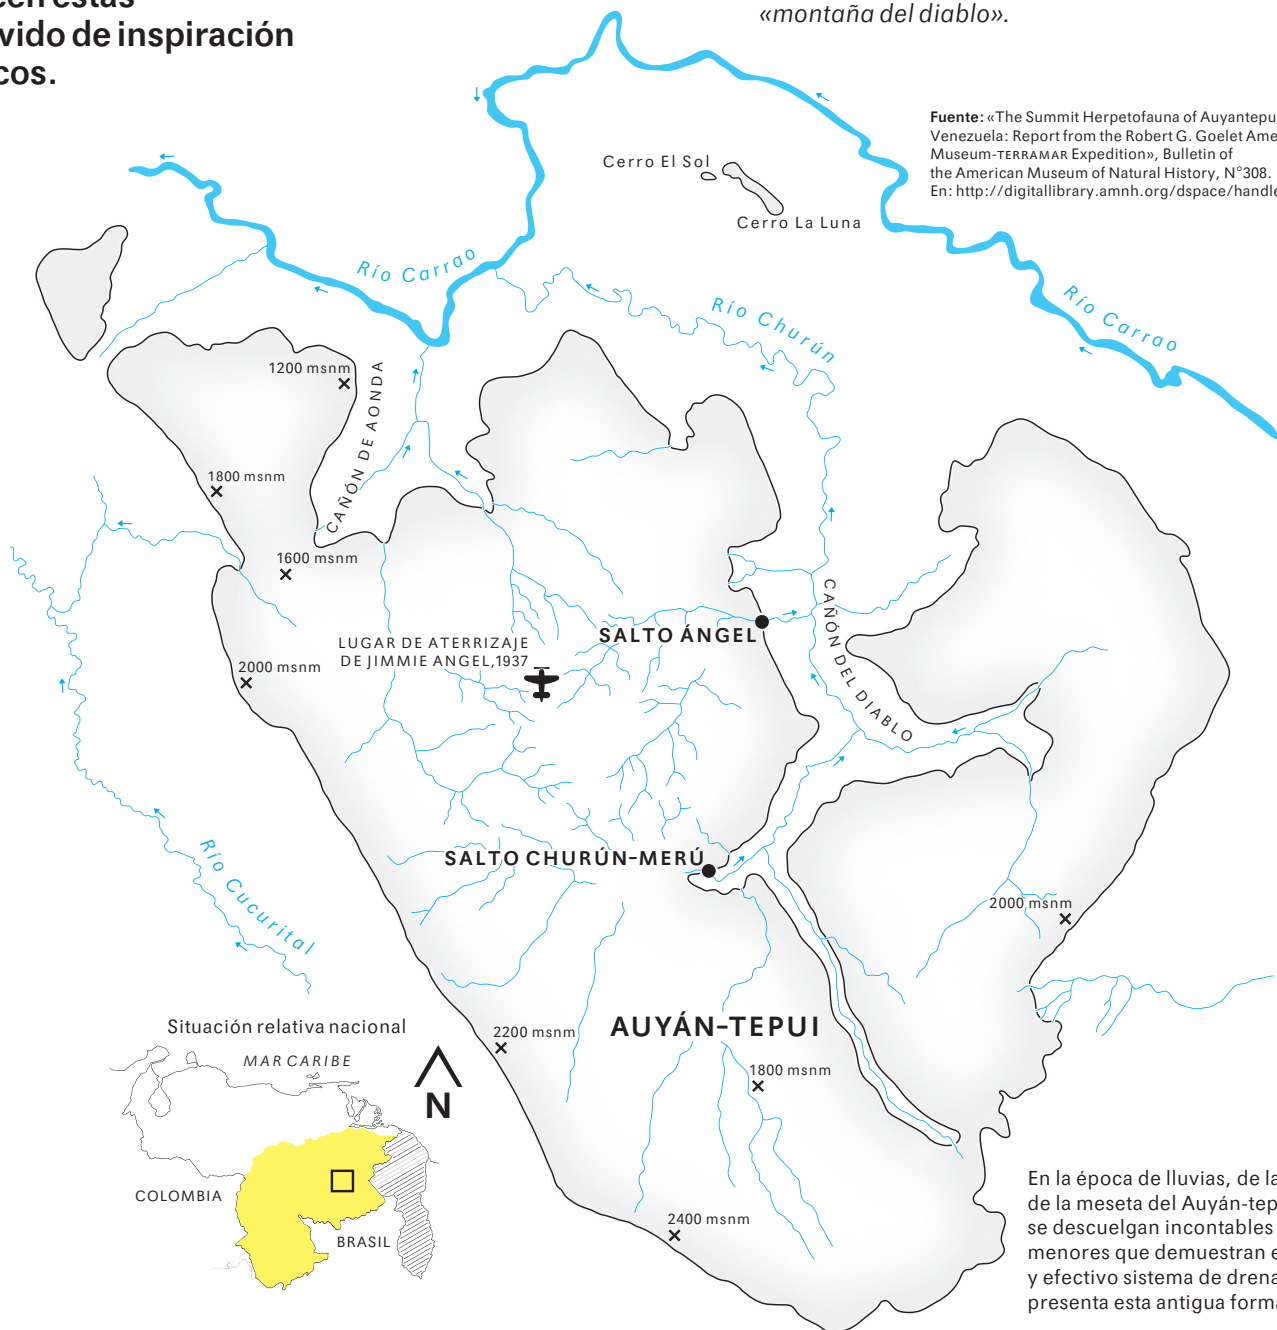 vido de inspiración
cos.
«montaña del diablo».
Fuente: «The Summit Herpetofauna of Auyantepui
Venezuela: Report from the Robert G. Goelet
Museum-TERRAMAR Expedition», Bulletin of
the American Museum of Natural History, N°308.
En: http://digitallibrary.amnh.org/dspace/handle
Cerro El Sol
Cerro La Luna
Río Carrao
Río Churún
Río Carrao
1200 msnm
CAÑÓN DE AONDA
1800 msnm
1600 msnm
CAÑÓN DEL DIABLO
SALTO ÁNGEL
LUGAR DE ATERRIZAJE
DE JIMMIE ANGEL,1937
2000 msnm
Río Cucurital
SALTO CHURÚN-MERÚ
2000 msnm
AUYÁN-TEPUI
2200 msnm
1800 msnm
2400 msnm
Situación relativa nacional
MAR CARIBE
N
COLOMBIA
BRASIL
En la época de lluvias, de la
de la meseta del Auyán-tep
se descuelgan incontables
menores que demuestran e
y efectivo sistema de drena
presenta esta antigua forma